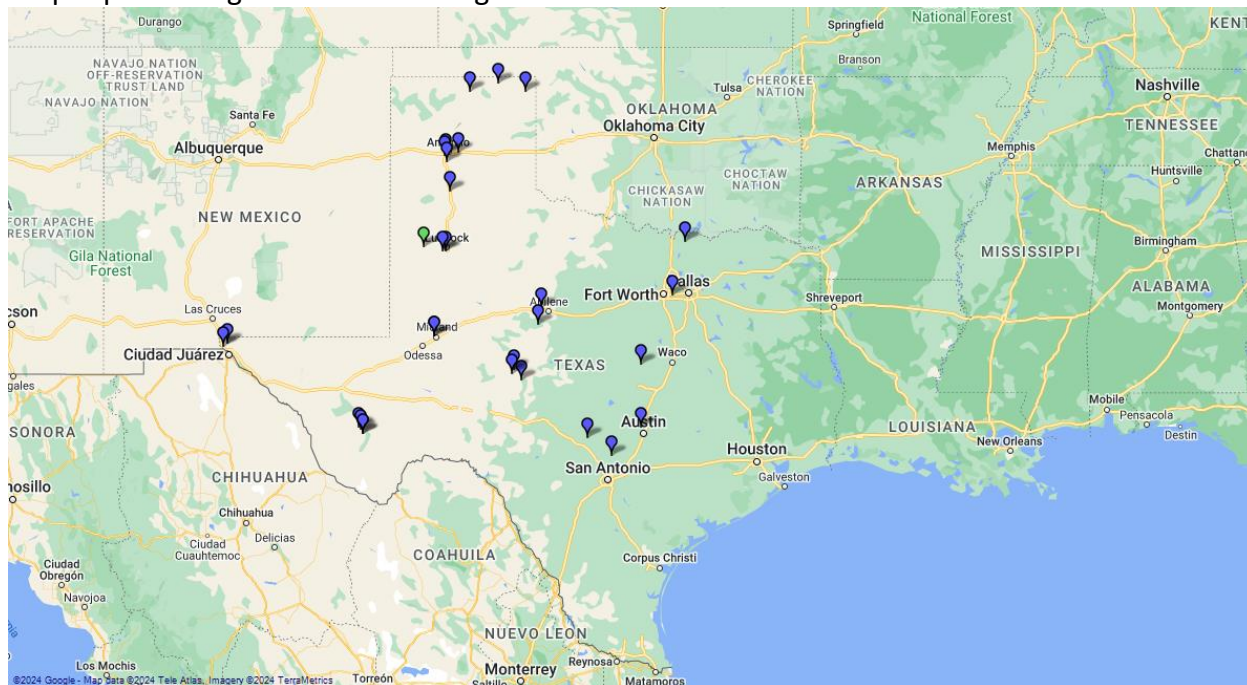 Durango
Springfield
National Forest
KENT
NAVAJO NATION
OFF-RESERVATION
TRUST LAND
Branson
CHEROKEE
NATION
Nashville
NAVAJO NATION
Tulsa
Santa Fe
OKLAHOMA
Oklahoma City
TENNESSEE
Albuquerque
Memphis
Chattan
Huntsville
CHOCTAW
NATION
ARKANSAS
CHICKASAW
NATION
FORT APACHE
RESERVATION
NEW MEXICO
Gila National
Forest
MISSISSIPPI
Birmingham
ALABAMA
Fort Worth
Shreveport
Montgomery
Las Cruces
Ciudad Juárez
Odessa
TEXAS
Waco
SONORA
Austin
LOUISIANA
Mobile
Pensacola
Destin
New Orleans
Houston
San Antonio
Galveston
CHIHUAHUA
Chihuahua
Delicias
Ciudad
Cuauhtemoc
COAHUILA
Corpus Christi
Ciudad
Obregón
Navojoa
NUEVO LEON
Los Mochis
Torreón
Monterrey
Reynosa
Matamoros
©2024 Google - Map data ©2024 Tele Atlas, Imagery ©2024 TerraMetrics